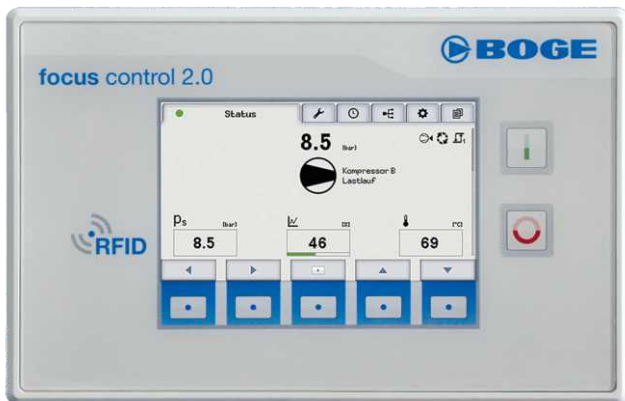 BOGE
focus control 2.0
Status
8.5 (bar)
Kompressor B
Lastlauf
Ps (bar) [%] [°C]
8.5 46 69
RFID